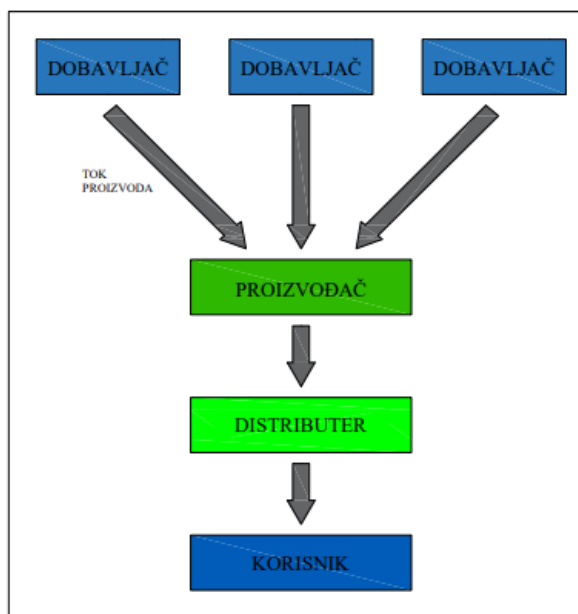 DOBAVLJAČ
DOBAVLJAČ
DOBAVLJAČ
TOK
PROIZVODA
PROIZVOĐAČ
DISTRIBUTER
KORISNIK